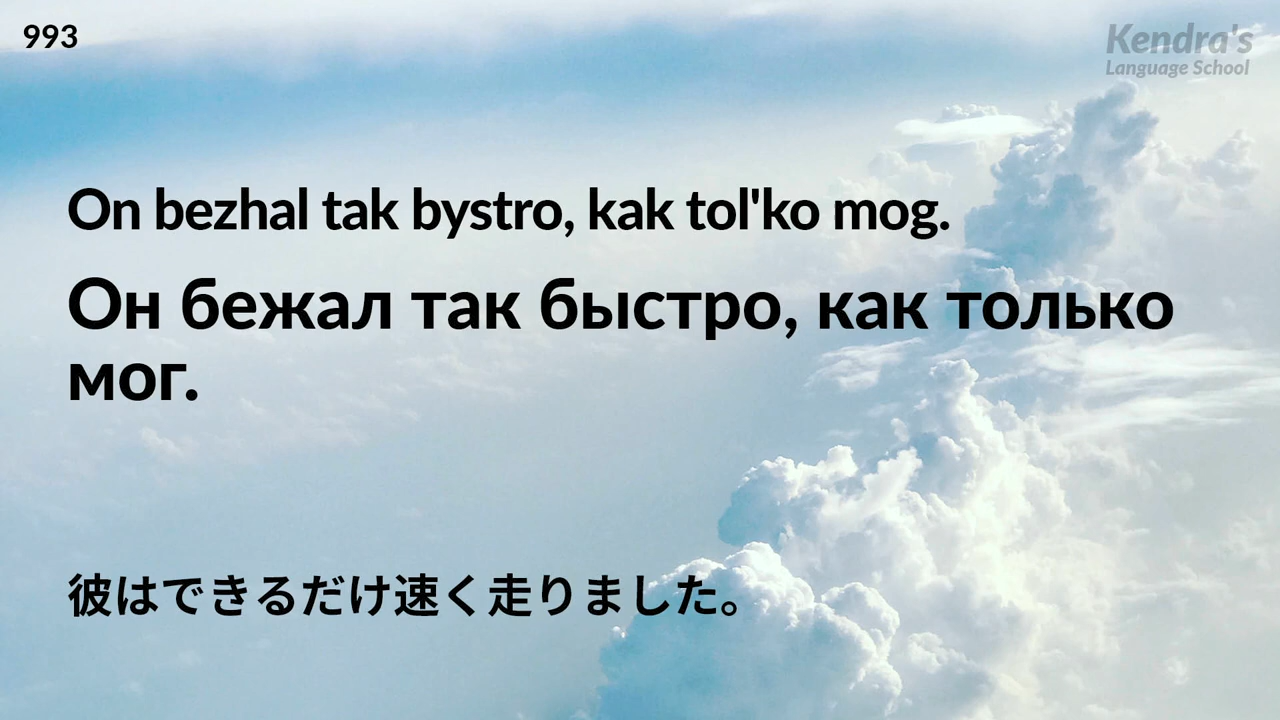 993
Kendra's
Language School
On bezhal tak bystro, kak tol'ko mog.
Он бежал так быстро, как только
мог.
彼はできるだけ速く走りました。